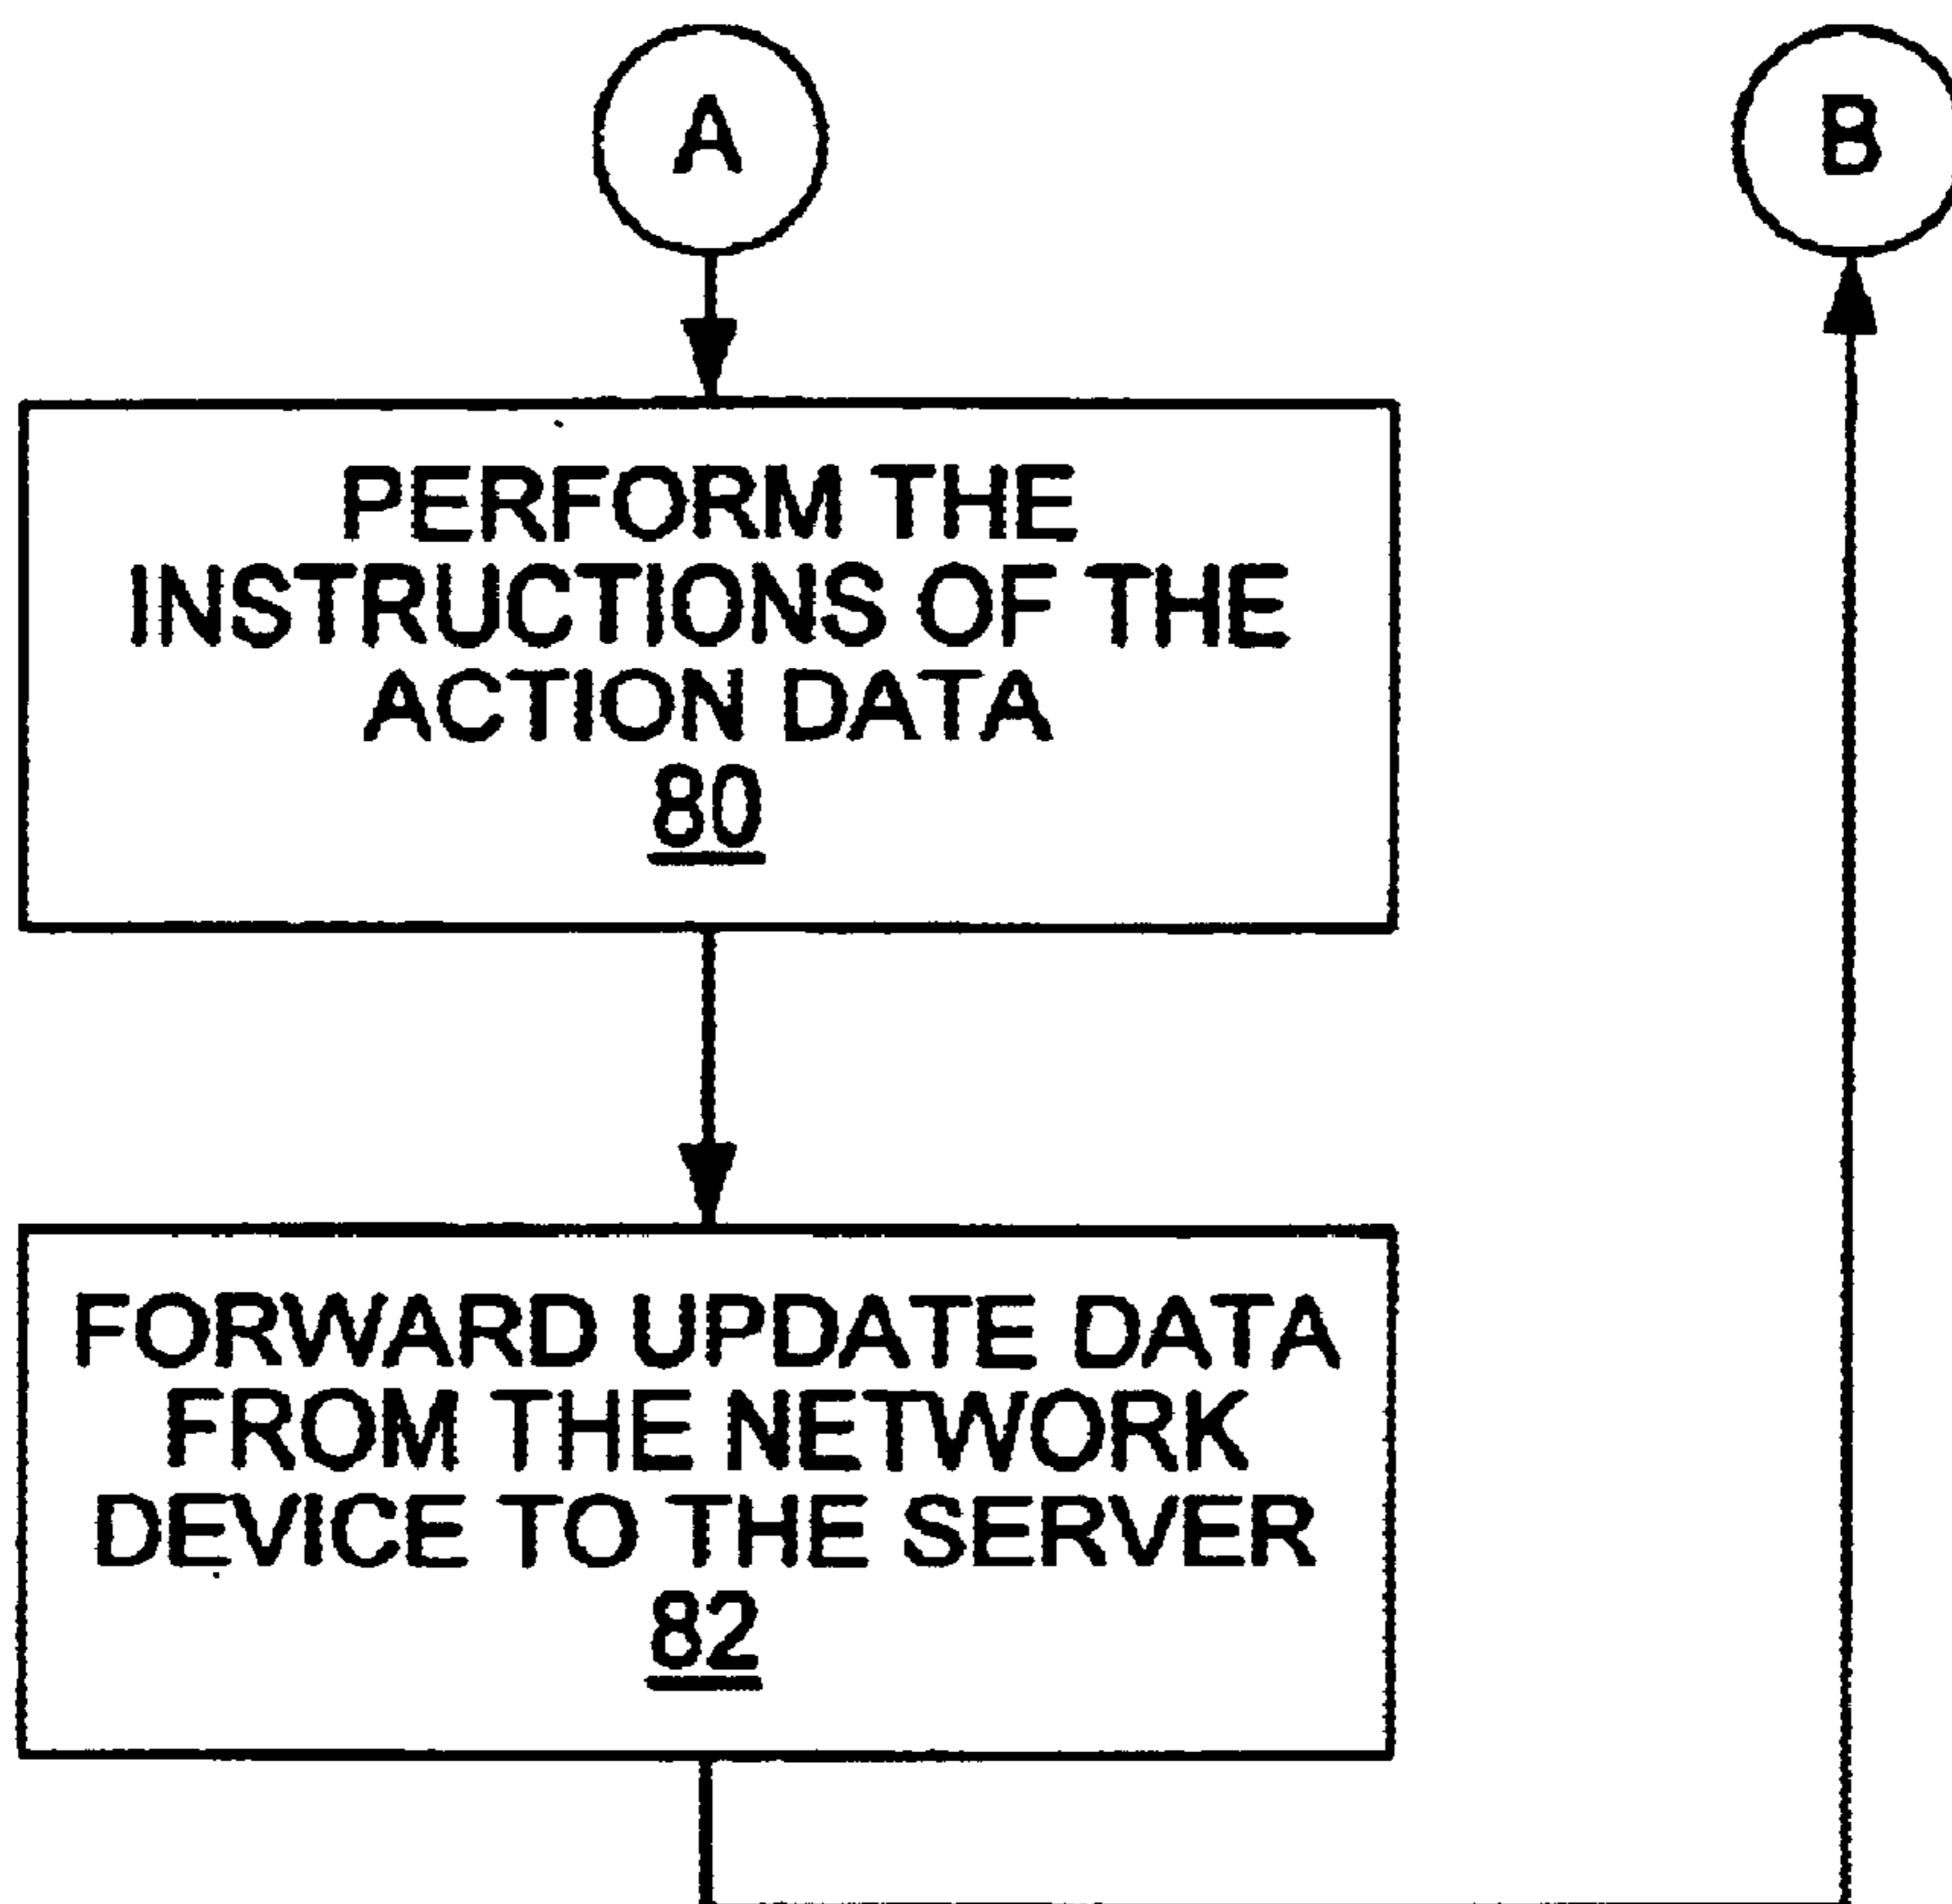 A
B
PERFORM THE
INSTRUCTIONS OF THE
ACTION DATA
80
FORWARD UPDATE DATA
FROM THE NETWORK
DEVICE TO THE SERVER
82